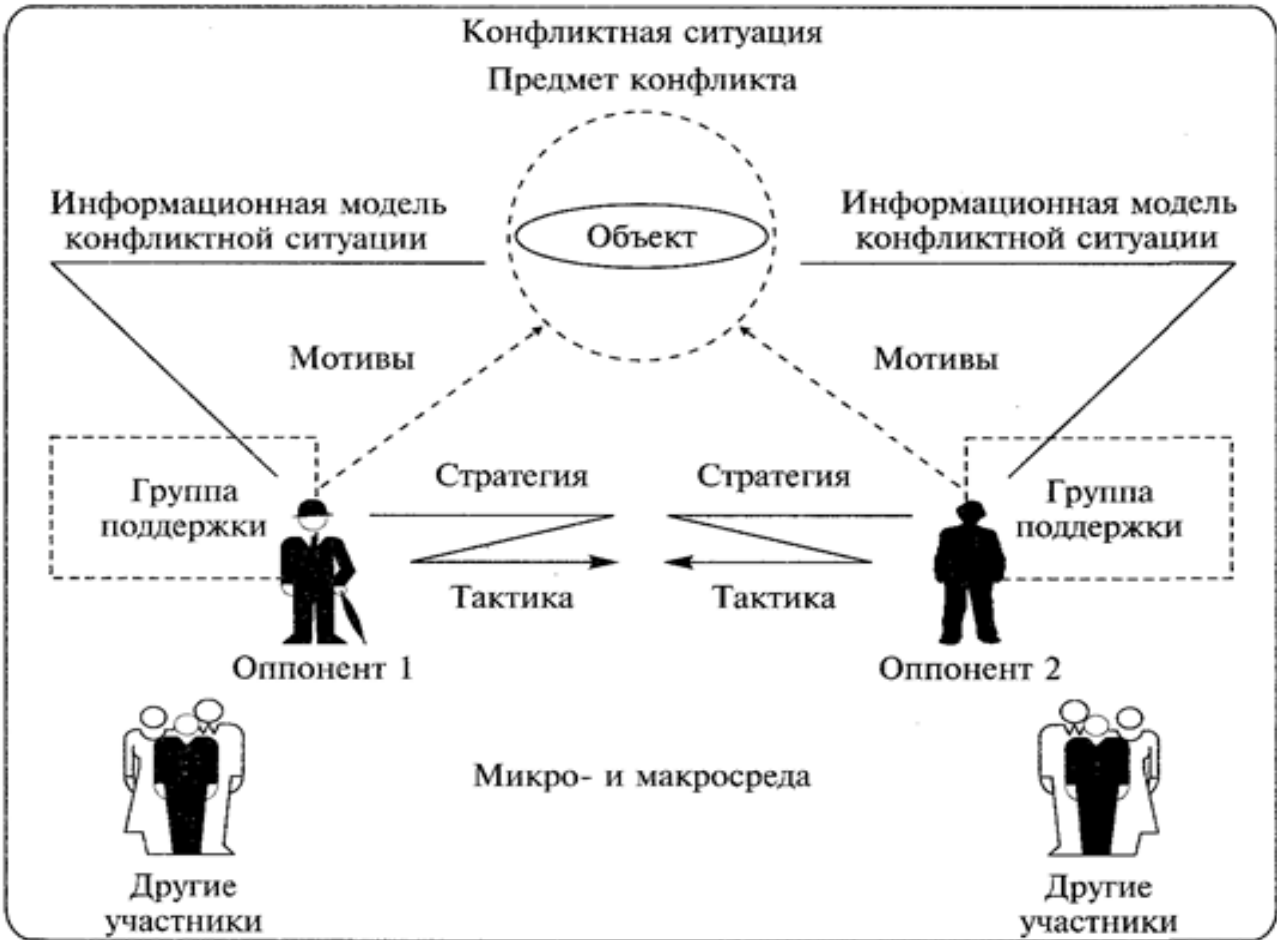 Конфликтная ситуация
Предмет конфликта
Информационная модель
конфликтной ситуации
Объект
Информационная модель
конфликтной ситуации
Мотивы
Мотивы
Группа
поддержки
Стратегия
Стратегия
Группа
поддержки
Тактика
Тактика
Оппонент 1
Оппонент 2
Микро- и макросреда
Другие
участники
Другие
участники